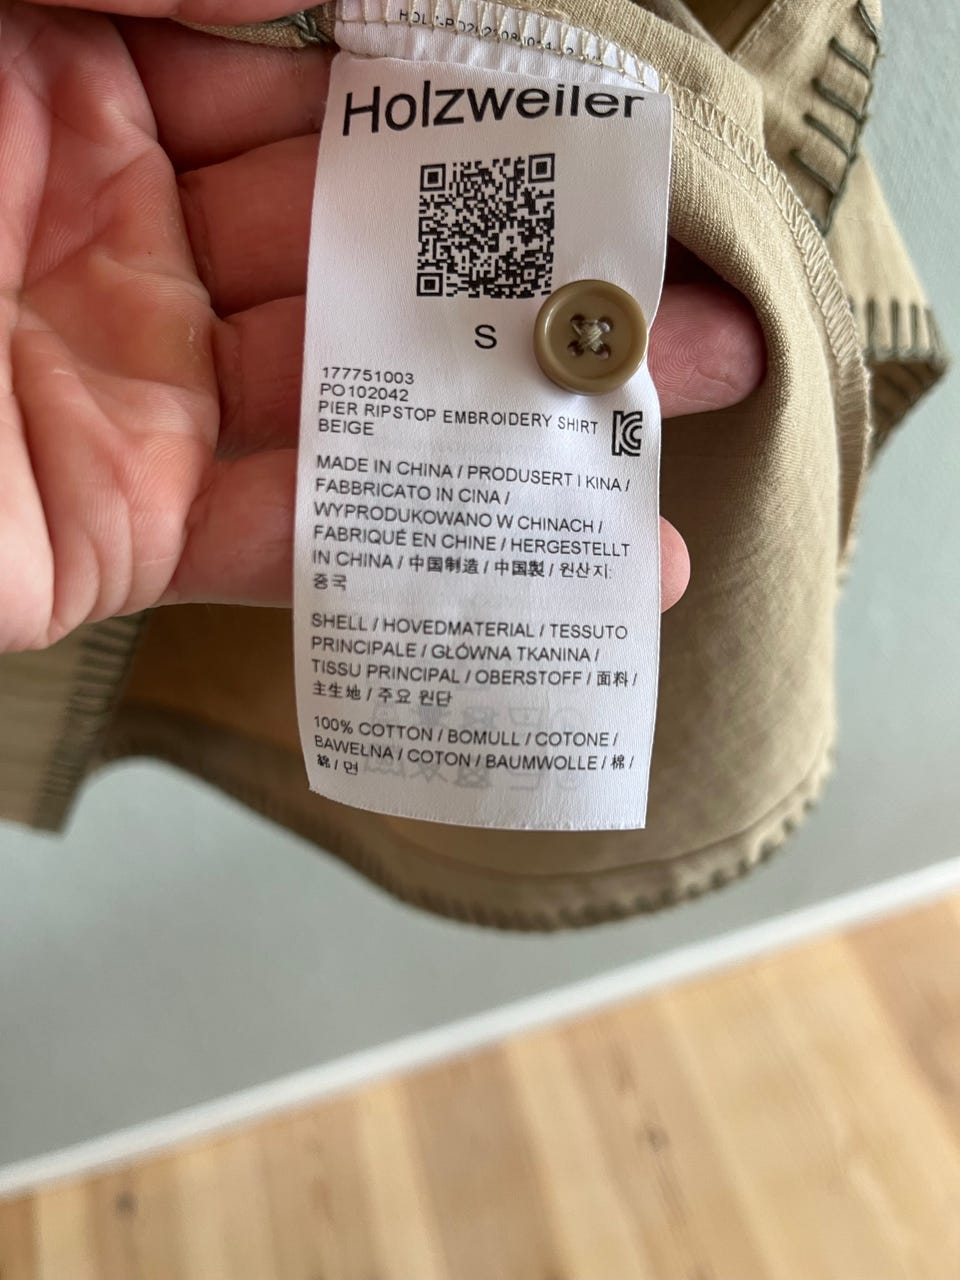 Holzweiler
S
177751003
PO102042
PIER RIPSTOP EMBROIDERY SHIRT
BEIGE
MADE IN CHINA / PRODUSERT I KINA /
FABBRICATO IN CINA /
WYPRODUKOWANO W CHINACH /
FABRIQUÉ EN CHINE / HERGESTELLT
IN CHINA / 中国制造 / 中国製 / 원산지:
중국
SHELL / HOVEDMATERIAL / TESSUTO
PRINCIPALE / GŁÓWNA TKANINA /
TISSU PRINCIPAL / OBERSTOFF / 面料 /
主生地 / 주요 원단
100% COTTON / BOMULL / COTONE /
BAWEŁNA / COTON / BAUMWOLLE / 棉 /
綿 / 면